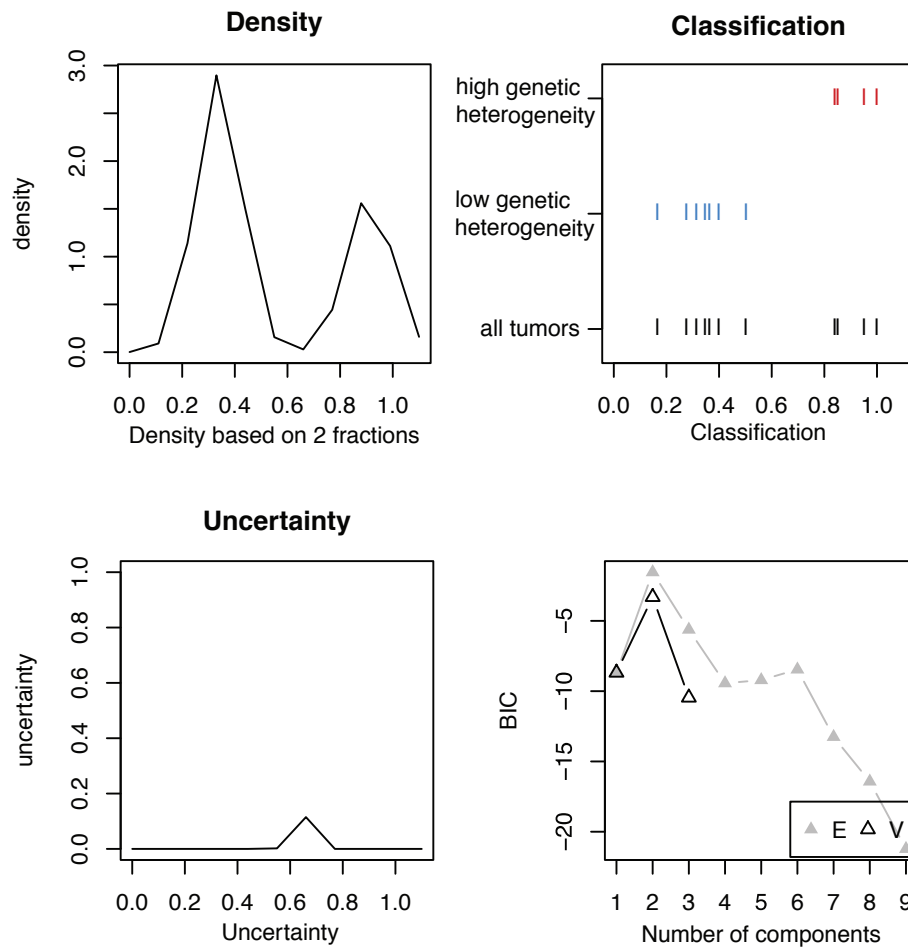 Density
3.0
2.0
1.0
0.0
density
0.0 0.2 0.4 0.6 0.8 1.0
Density based on 2 fractions
Classification
high genetic
heterogeneity
low genetic
heterogeneity
all tumors
0.0 0.2 0.4 0.6 0.8 1.0
Classification
Uncertainty
1.0
0.8
0.6
0.4
0.2
0.0
uncertainty
0.0 0.2 0.4 0.6 0.8 1.0
Uncertainty
−5
−10
−15
−20
BIC
E V
1 2 3 4 5 6 7 8 9
Number of components